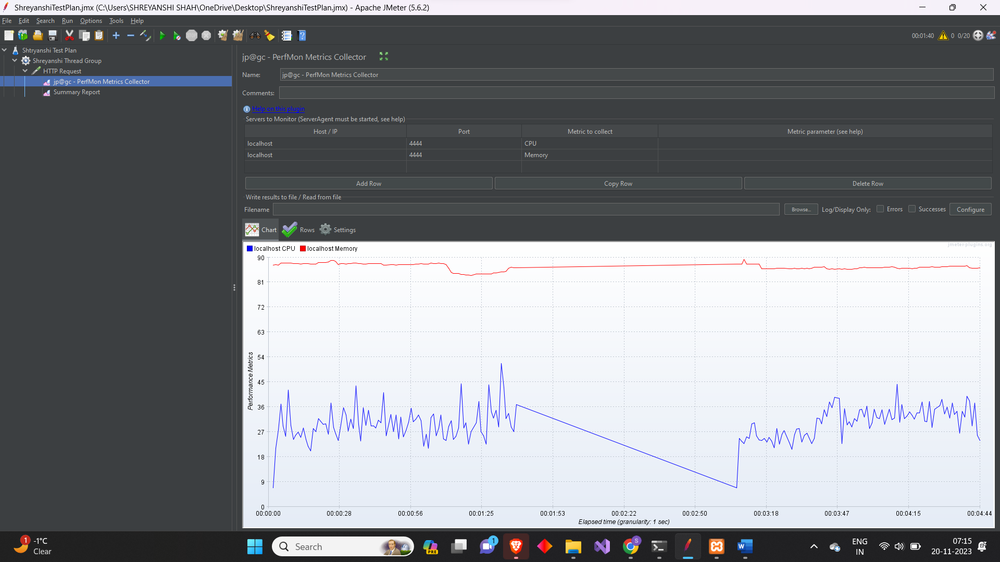 ShreyanshiTestPlan.jmx (C:\Users\SHREYANSHI SHAH\OneDrive\Desktop\ShreyanshiTestPlan.jmx) - Apache JMeter (5.6.2)
File Edit Search Run Options Tools Help
STOP
00:01:40 0 0/20
Shtryanshi Test Plan
Shreyanshi Thread Group
HTTP Request
jp@gc - PerfMon Metrics Collector
Summary Report
jp@gc - PerfMon Metrics Collector
Name: jp@gc - PerfMon Metrics Collector
Comments:
Help on this plugin
Servers to Monitor (ServerAgent must be started, see help)
Host / IP Port Metric to collect Metric parameter (see help)
localhost 4444 CPU
localhost 4444 Memory
Add Row Copy Row Delete Row
Write results to file / Read from file
Filename Browse... Log/Display Only: Errors Successes Configure
Chart Rows Settings
localhost CPU localhost Memory
jmeter-plugins.org
90
81
72
63
54
45
36
27
18
9
0
Performance Metrics
00:00:00 00:00:28 00:00:56 00:01:25 00:01:53 00:02:22 00:02:50 00:03:18 00:03:47 00:04:15 00:04:44
Elapsed time (granularity: 1 sec)
1
-1°C
Clear
Search
PRE
1
S
W
ENG
IN
07:15
20-11-2023